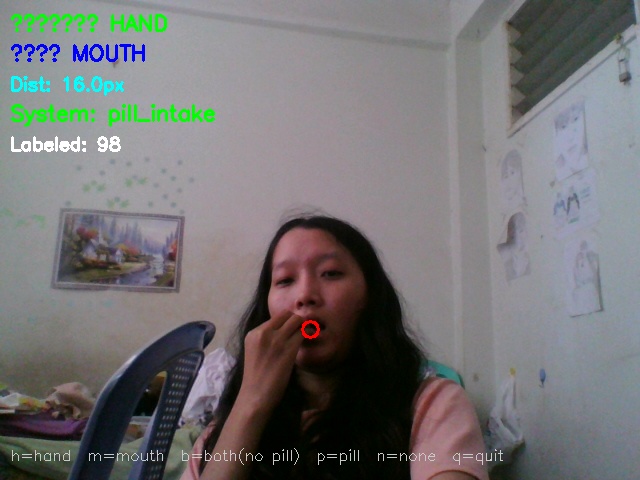 ??????? HAND
???? MOUTH
Dist: 16.0px
System: pill_intake
Labeled: 98
h=hand m=mouth b=both(no pill) p=pill n=none q=quit